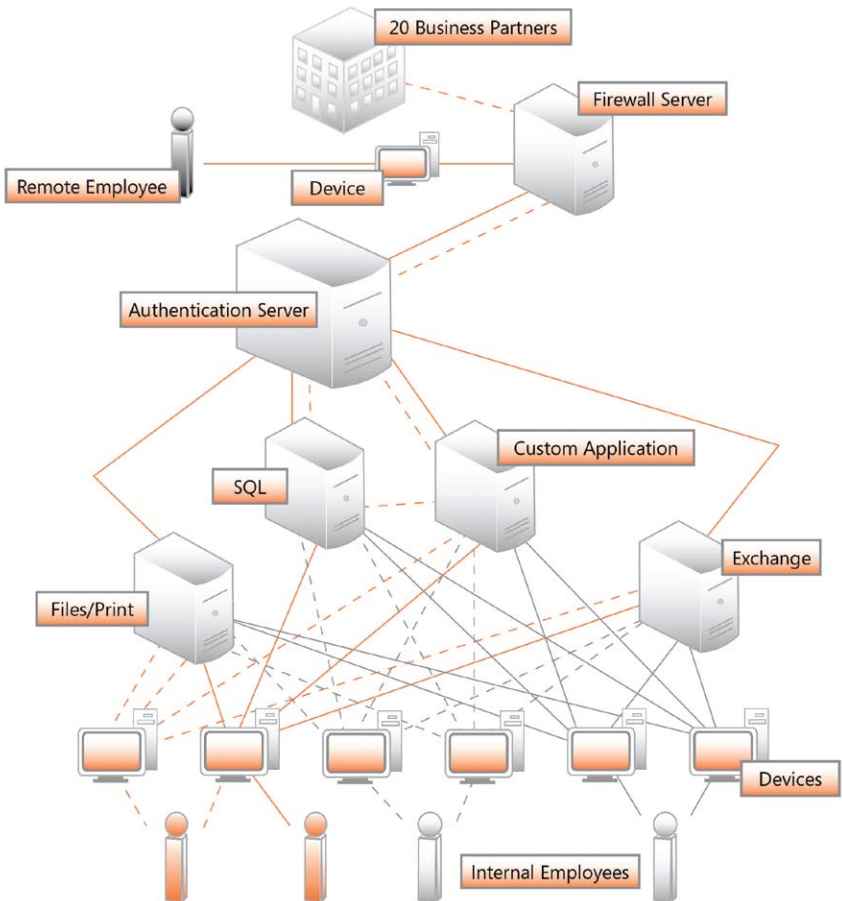 20 Business Partners
Firewall Server
Remote Employee
Device
Authentication Server
Custom Application
SQL
Exchange
Files/Print
Devices
Internal Employees